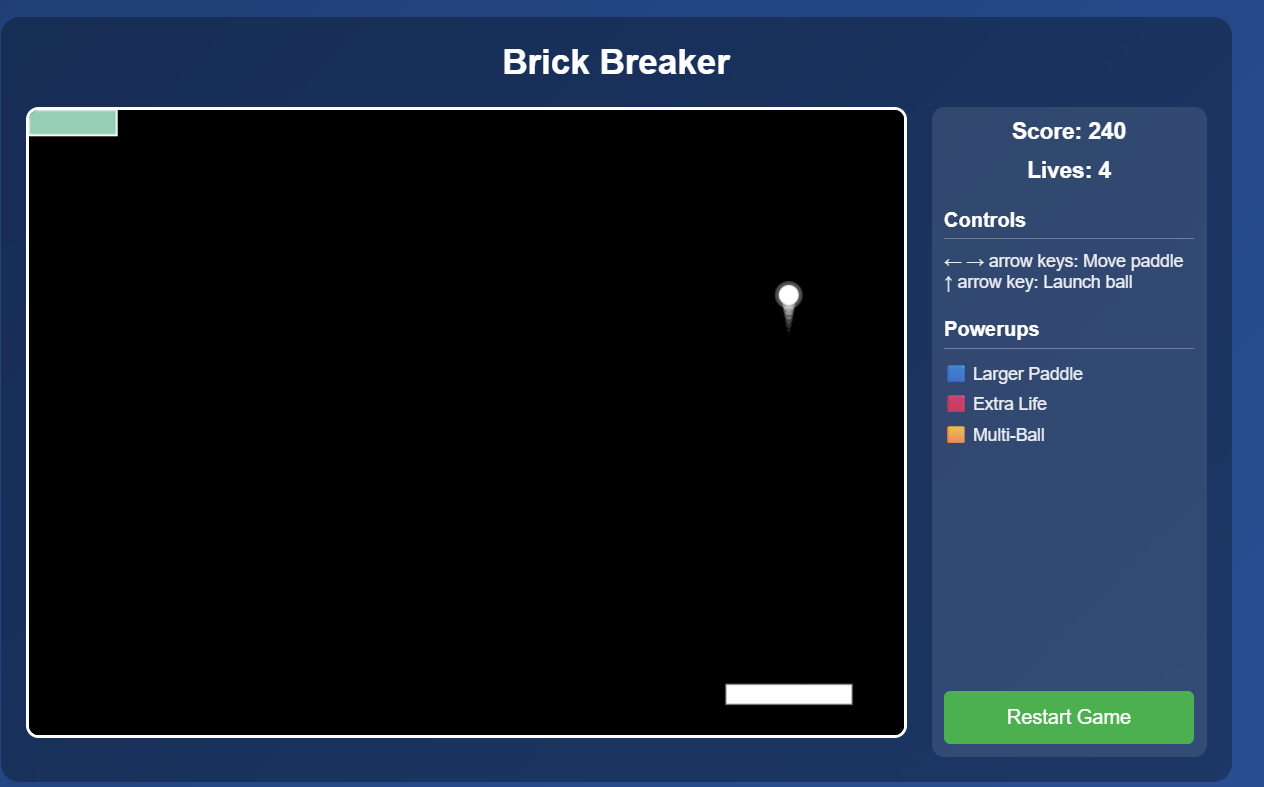 Brick Breaker
Score: 240
Lives: 4
Controls
←→ arrow keys: Move paddle
↑ arrow key: Launch ball
Powerups
Larger Paddle
Extra Life
Multi-Ball
Restart Game